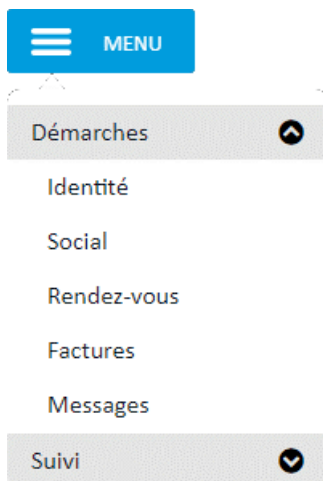 MENU
Démarches
Identité
Social
Rendez-vous
Factures
Messages
Suivi